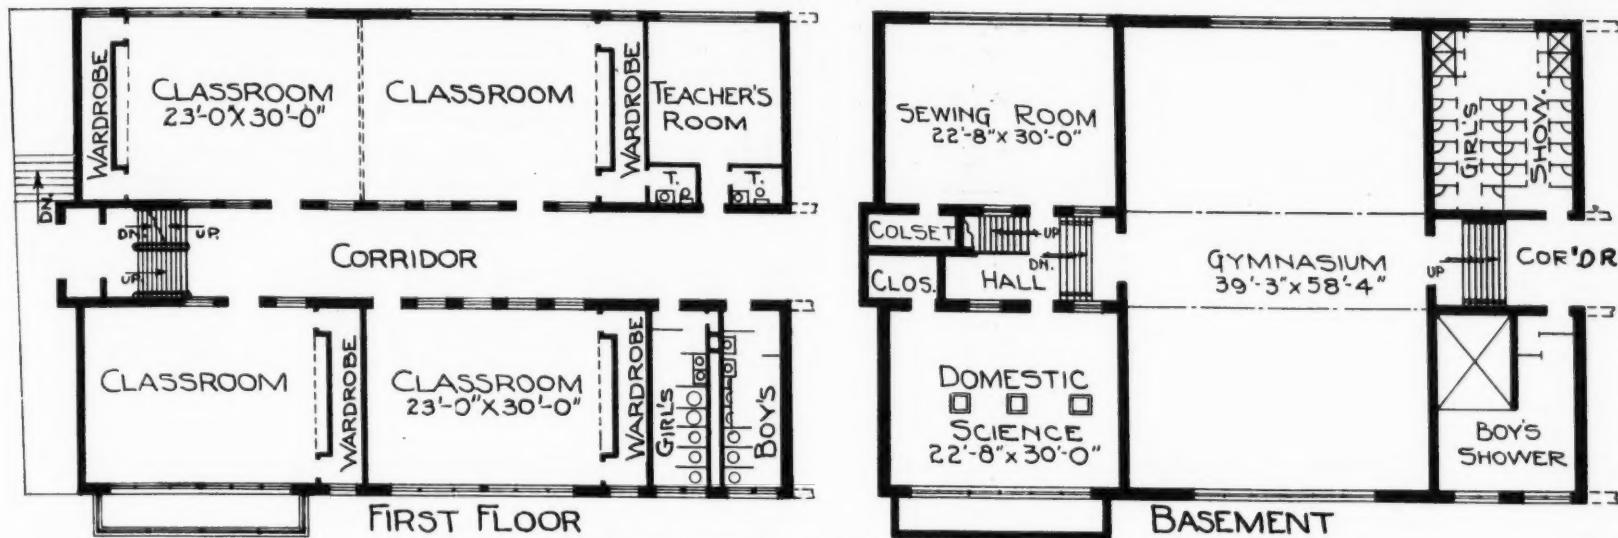 WARDROBE
CLASSROOM
23'-0"X30'-0"
CLASSROOM
WARDROBE
TEACHER'S
ROOM
T.
T.
DN.
DN.
UP.
UP.
CORRIDOR
CLASSROOM
WARDROBE
CLASSROOM
23'-0"X30'-0"
WARDROBE
GIRL'S
BOY'S
FIRST FLOOR
SEWING ROOM
22'-8"x30'-0"
GIRL'S
SHOW.
COLSET
UP
CLOS.
HALL
DN.
GYMNASIUM
39'-3"x58'-4"
UP
COR'DR
DOMESTIC
SCIENCE
22'-8"x30'-0"
BOY'S
SHOWER
BASEMENT